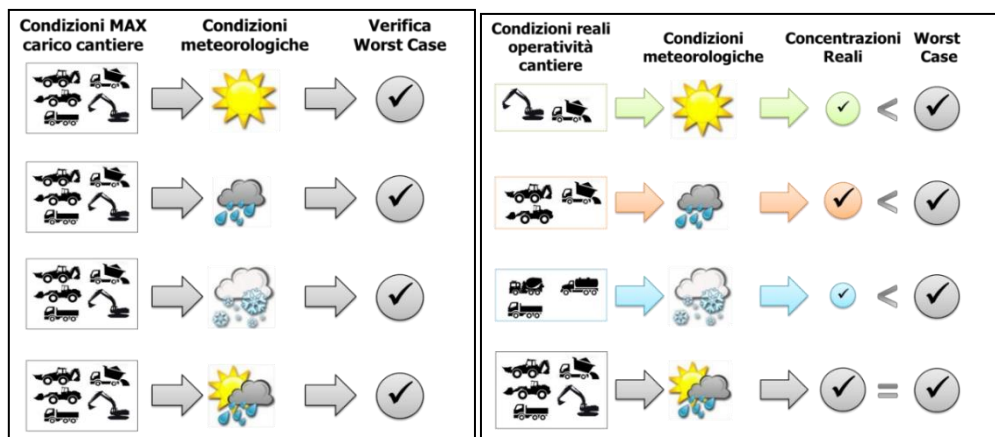 Condizioni MAX
carico cantiere
Condizioni
meteorologiche
Verifica
Worst Case
Condizioni reali
operatività
cantiere
Condizioni
meteorologiche
Concentrazioni
Reali
Worst
Case
<
<
<
=